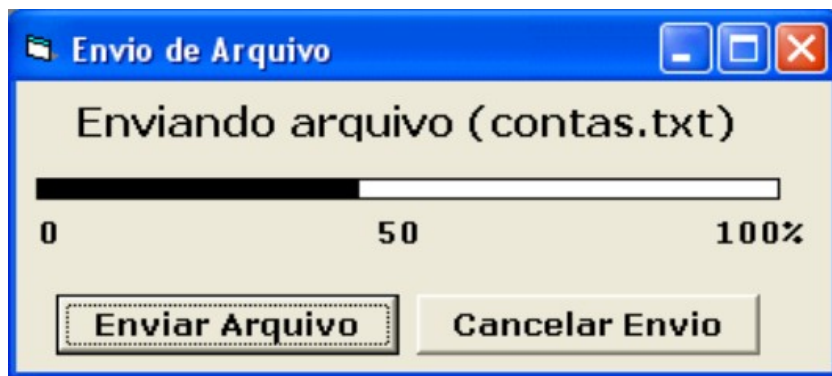 Envio de Arquivo
Enviando arquivo (contas.txt)
0 50 100%
Enviar Arquivo Cancelar Envio